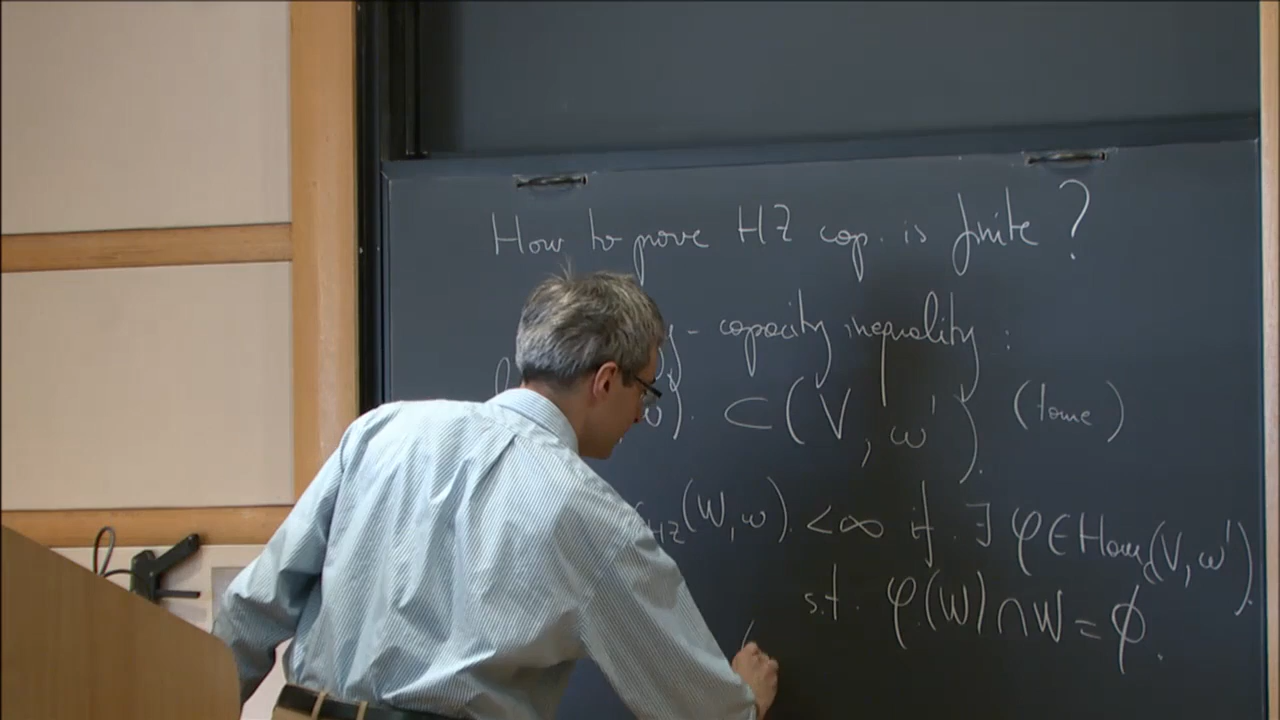 How to prove HZ cap. is finite ?
- capacity inequality :
ω). ⊂ (V, ω'). (tame)
HZ(W, ω). < ∞ if. ∃ φ ∈ Ham(V, ω')
s.t. φ(W) ∩ W = ∅.